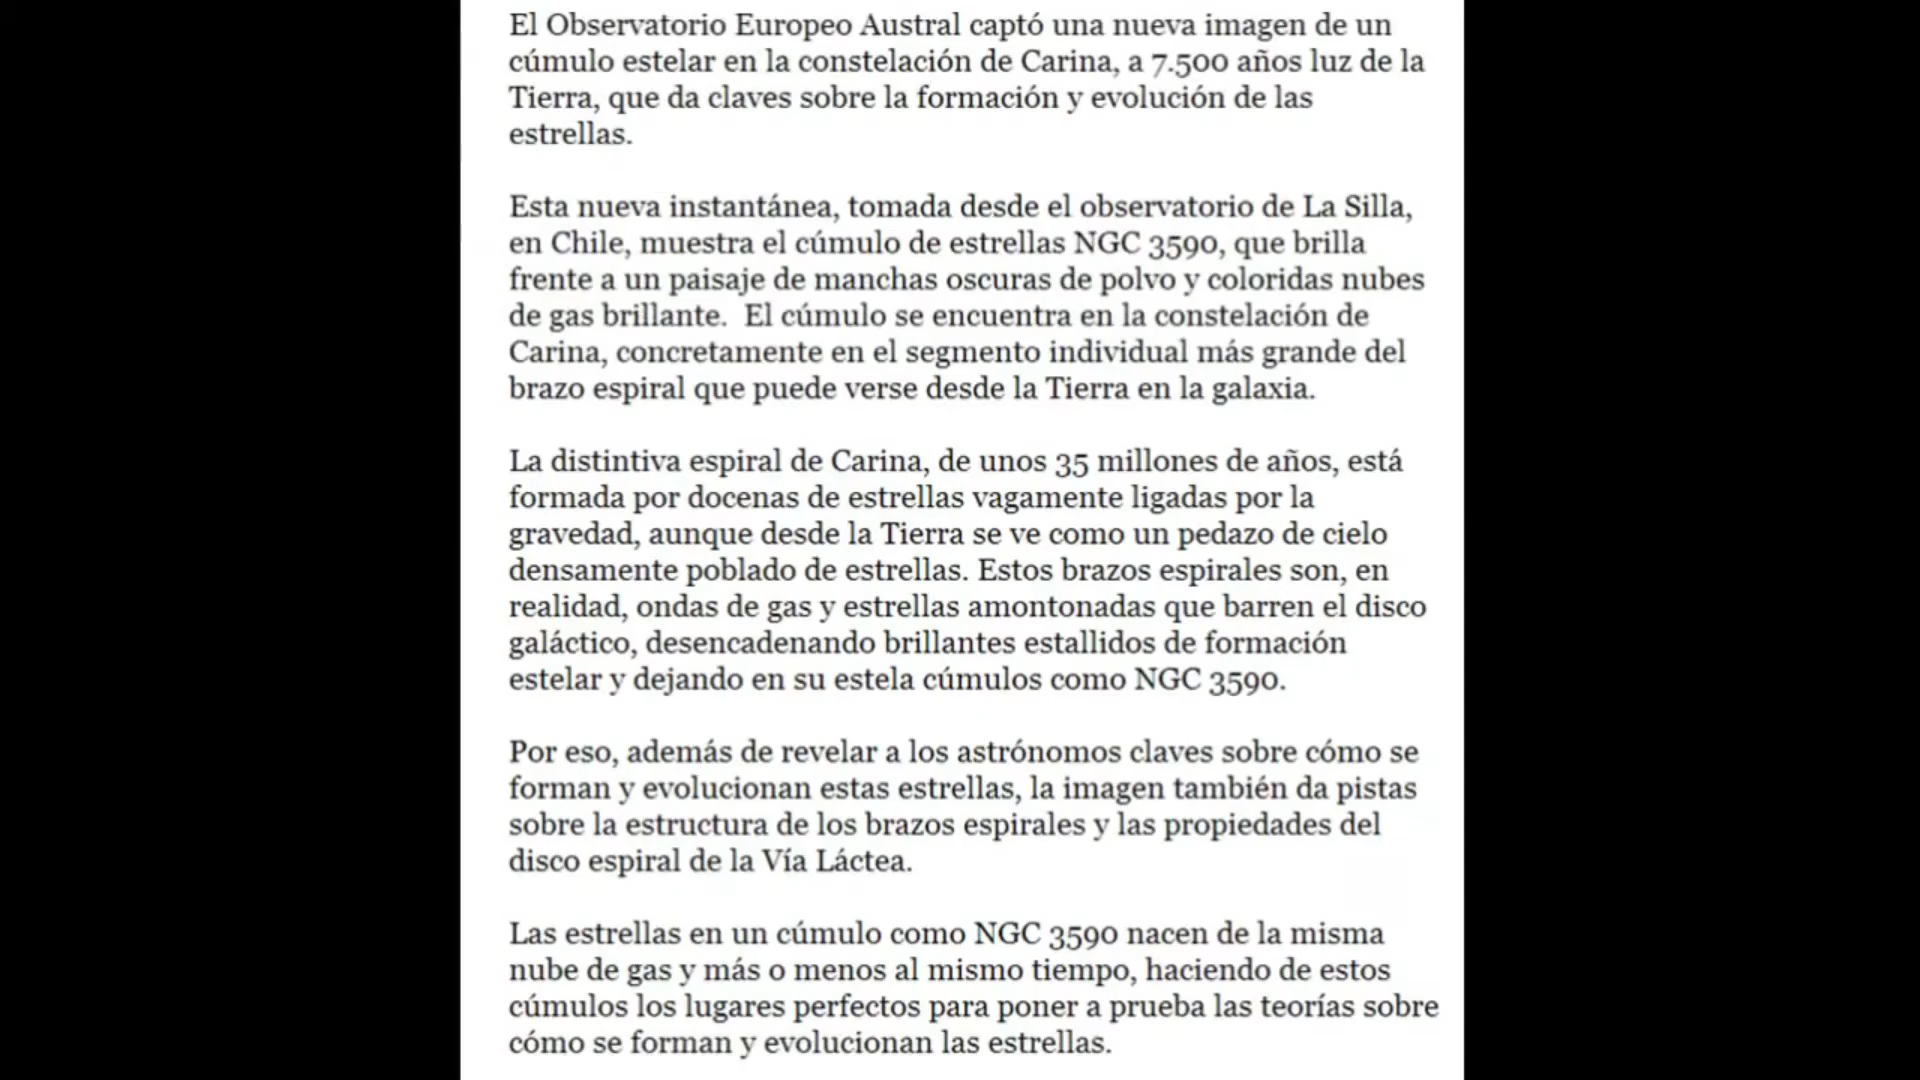 El Observatorio Europeo Austral captó una nueva imagen de un
cúmulo estelar en la constelación de Carina, a 7.500 años luz de la
Tierra, que da claves sobre la formación y evolución de las
estrellas.
Esta nueva instantánea, tomada desde el observatorio de La Silla,
en Chile, muestra el cúmulo de estrellas NGC 3590, que brilla
frente a un paisaje de manchas oscuras de polvo y coloridas nubes
de gas brillante.  El cúmulo se encuentra en la constelación de
Carina, concretamente en el segmento individual más grande del
brazo espiral que puede verse desde la Tierra en la galaxia.
La distintiva espiral de Carina, de unos 35 millones de años, está
formada por docenas de estrellas vagamente ligadas por la
gravedad, aunque desde la Tierra se ve como un pedazo de cielo
densamente poblado de estrellas. Estos brazos espirales son, en
realidad, ondas de gas y estrellas amontonadas que barren el disco
galáctico, desencadenando brillantes estallidos de formación
estelar y dejando en su estela cúmulos como NGC 3590.
Por eso, además de revelar a los astrónomos claves sobre cómo se
forman y evolucionan estas estrellas, la imagen también da pistas
sobre la estructura de los brazos espirales y las propiedades del
disco espiral de la Vía Láctea.
Las estrellas en un cúmulo como NGC 3590 nacen de la misma
nube de gas y más o menos al mismo tiempo, haciendo de estos
cúmulos los lugares perfectos para poner a prueba las teorías sobre
cómo se forman y evolucionan las estrellas.